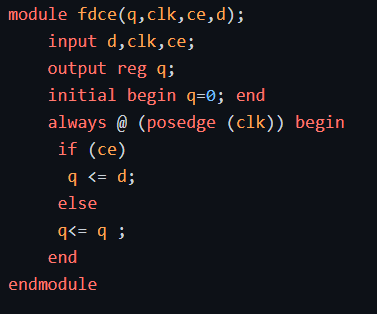 module fdce(q,clk,ce,d);
    input d,clk,ce;
    output reg q;
    initial begin q=0; end
    always @ (posedge (clk)) begin
     if (ce)
      q <= d;
     else
     q<= q ;
    end
endmodule